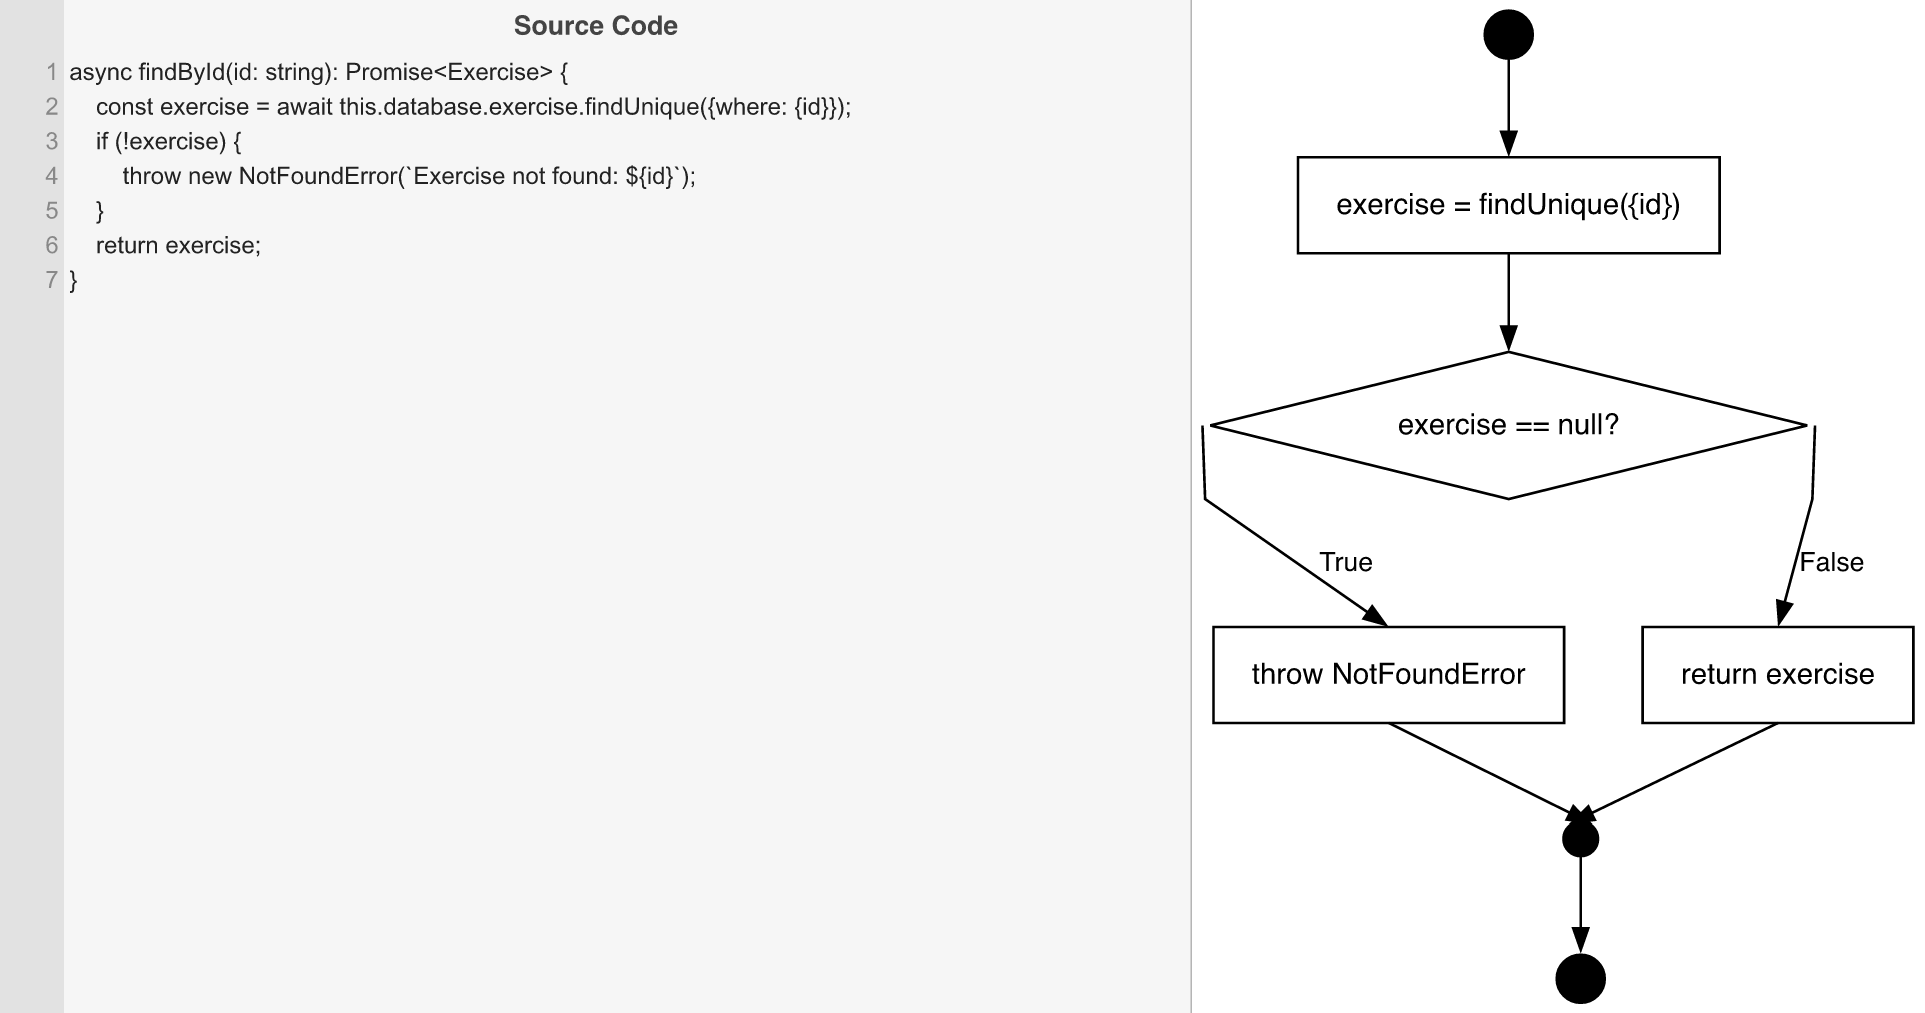 Source Code
1 async findById(id: string): Promise<Exercise> {
2 const exercise = await this.database.exercise.findUnique({where: {id}});
3 if (!exercise) {
4 throw new NotFoundError(`Exercise not found: ${id}`);
5 }
6 return exercise;
7 }
exercise = findUnique({id})
exercise == null?
True
False
throw NotFoundError
return exercise